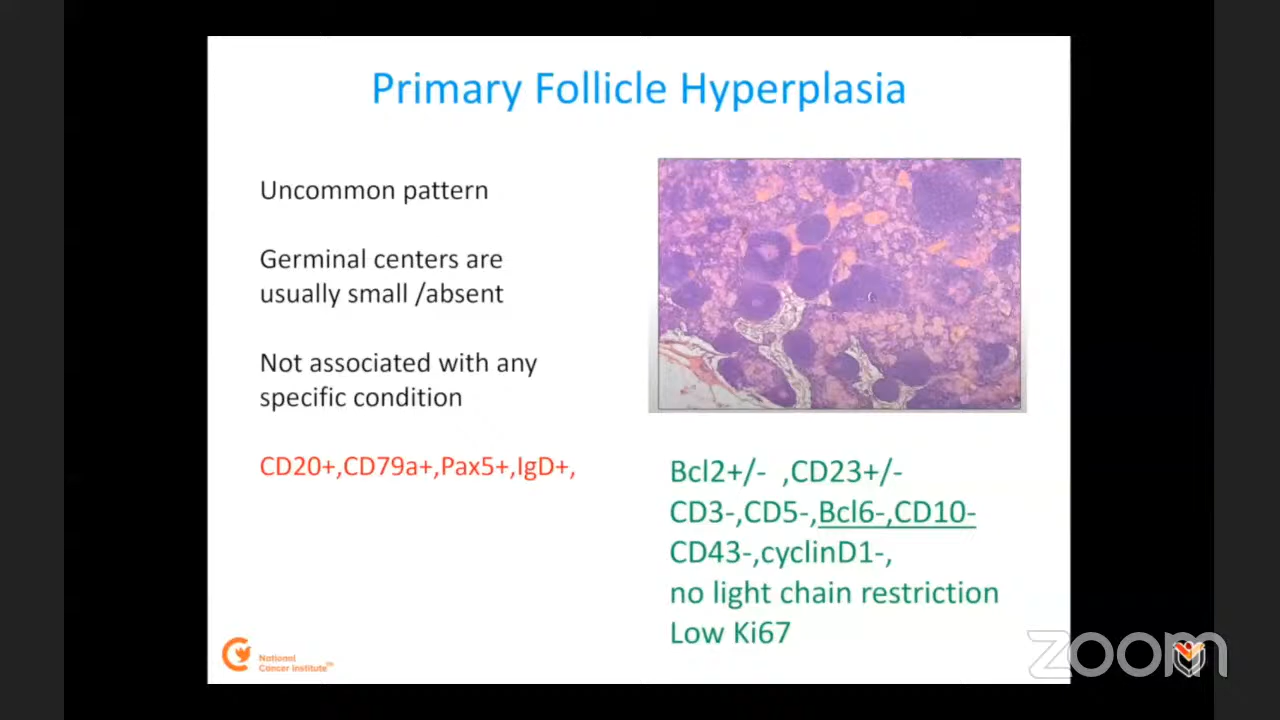 Primary Follicle Hyperplasia
Uncommon pattern
Germinal centers are
usually small /absent
Not associated with any
specific condition
CD20+,CD79a+,Pax5+,IgD+,
Bcl2+/- ,CD23+/-
CD3-,CD5-,Bcl6-,CD10-
CD43-,cyclinD1-,
no light chain restriction
Low Ki67
National
Cancer Institute™
zoom